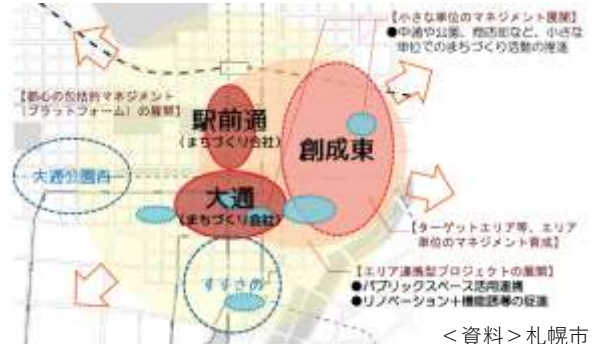 【小さな単位のマネジメント展開】
●中通や公園、商店街など、小さな
単位でのまちづくり活動の推進
【都心の包括的マネジメント
(プラットフォーム)の展開】
駅前通
(まちづくり会社)
創成東
大通公園西
大通
(まちづくり会社)
【ターゲットエリア等、エリア
単位のマネジメント育成】
すすきの
【エリア連携型プロジェクトの展開】
●パブリックスペース活用連携
●リノベーション+機能誘導の促進
＜資料＞札幌市